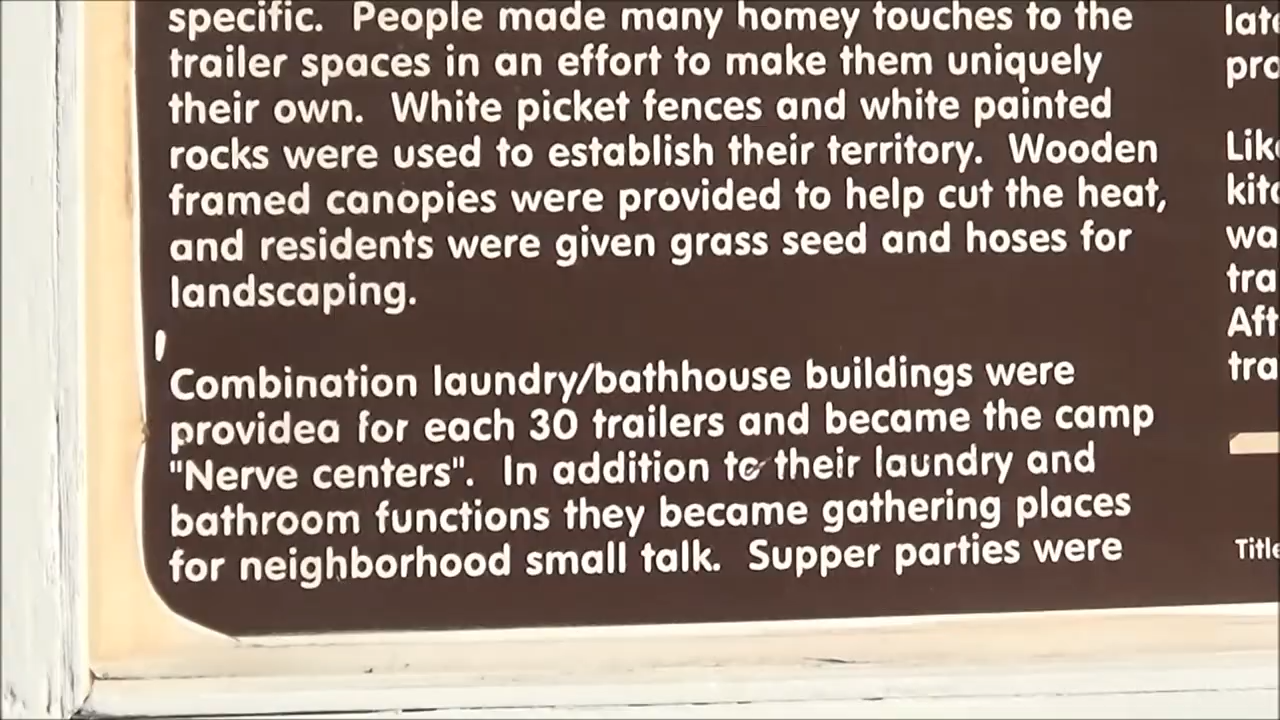 specific.  People made many homey touches to the
trailer spaces in an effort to make them uniquely
their own.  White picket fences and white painted
rocks were used to establish their territory.  Wooden
framed canopies were provided to help cut the heat,
and residents were given grass seed and hoses for
landscaping.
Combination laundry/bathhouse buildings were
provided for each 30 trailers and became the camp
"Nerve centers".  In addition to their laundry and
bathroom functions they became gathering places
for neighborhood small talk.  Supper parties were